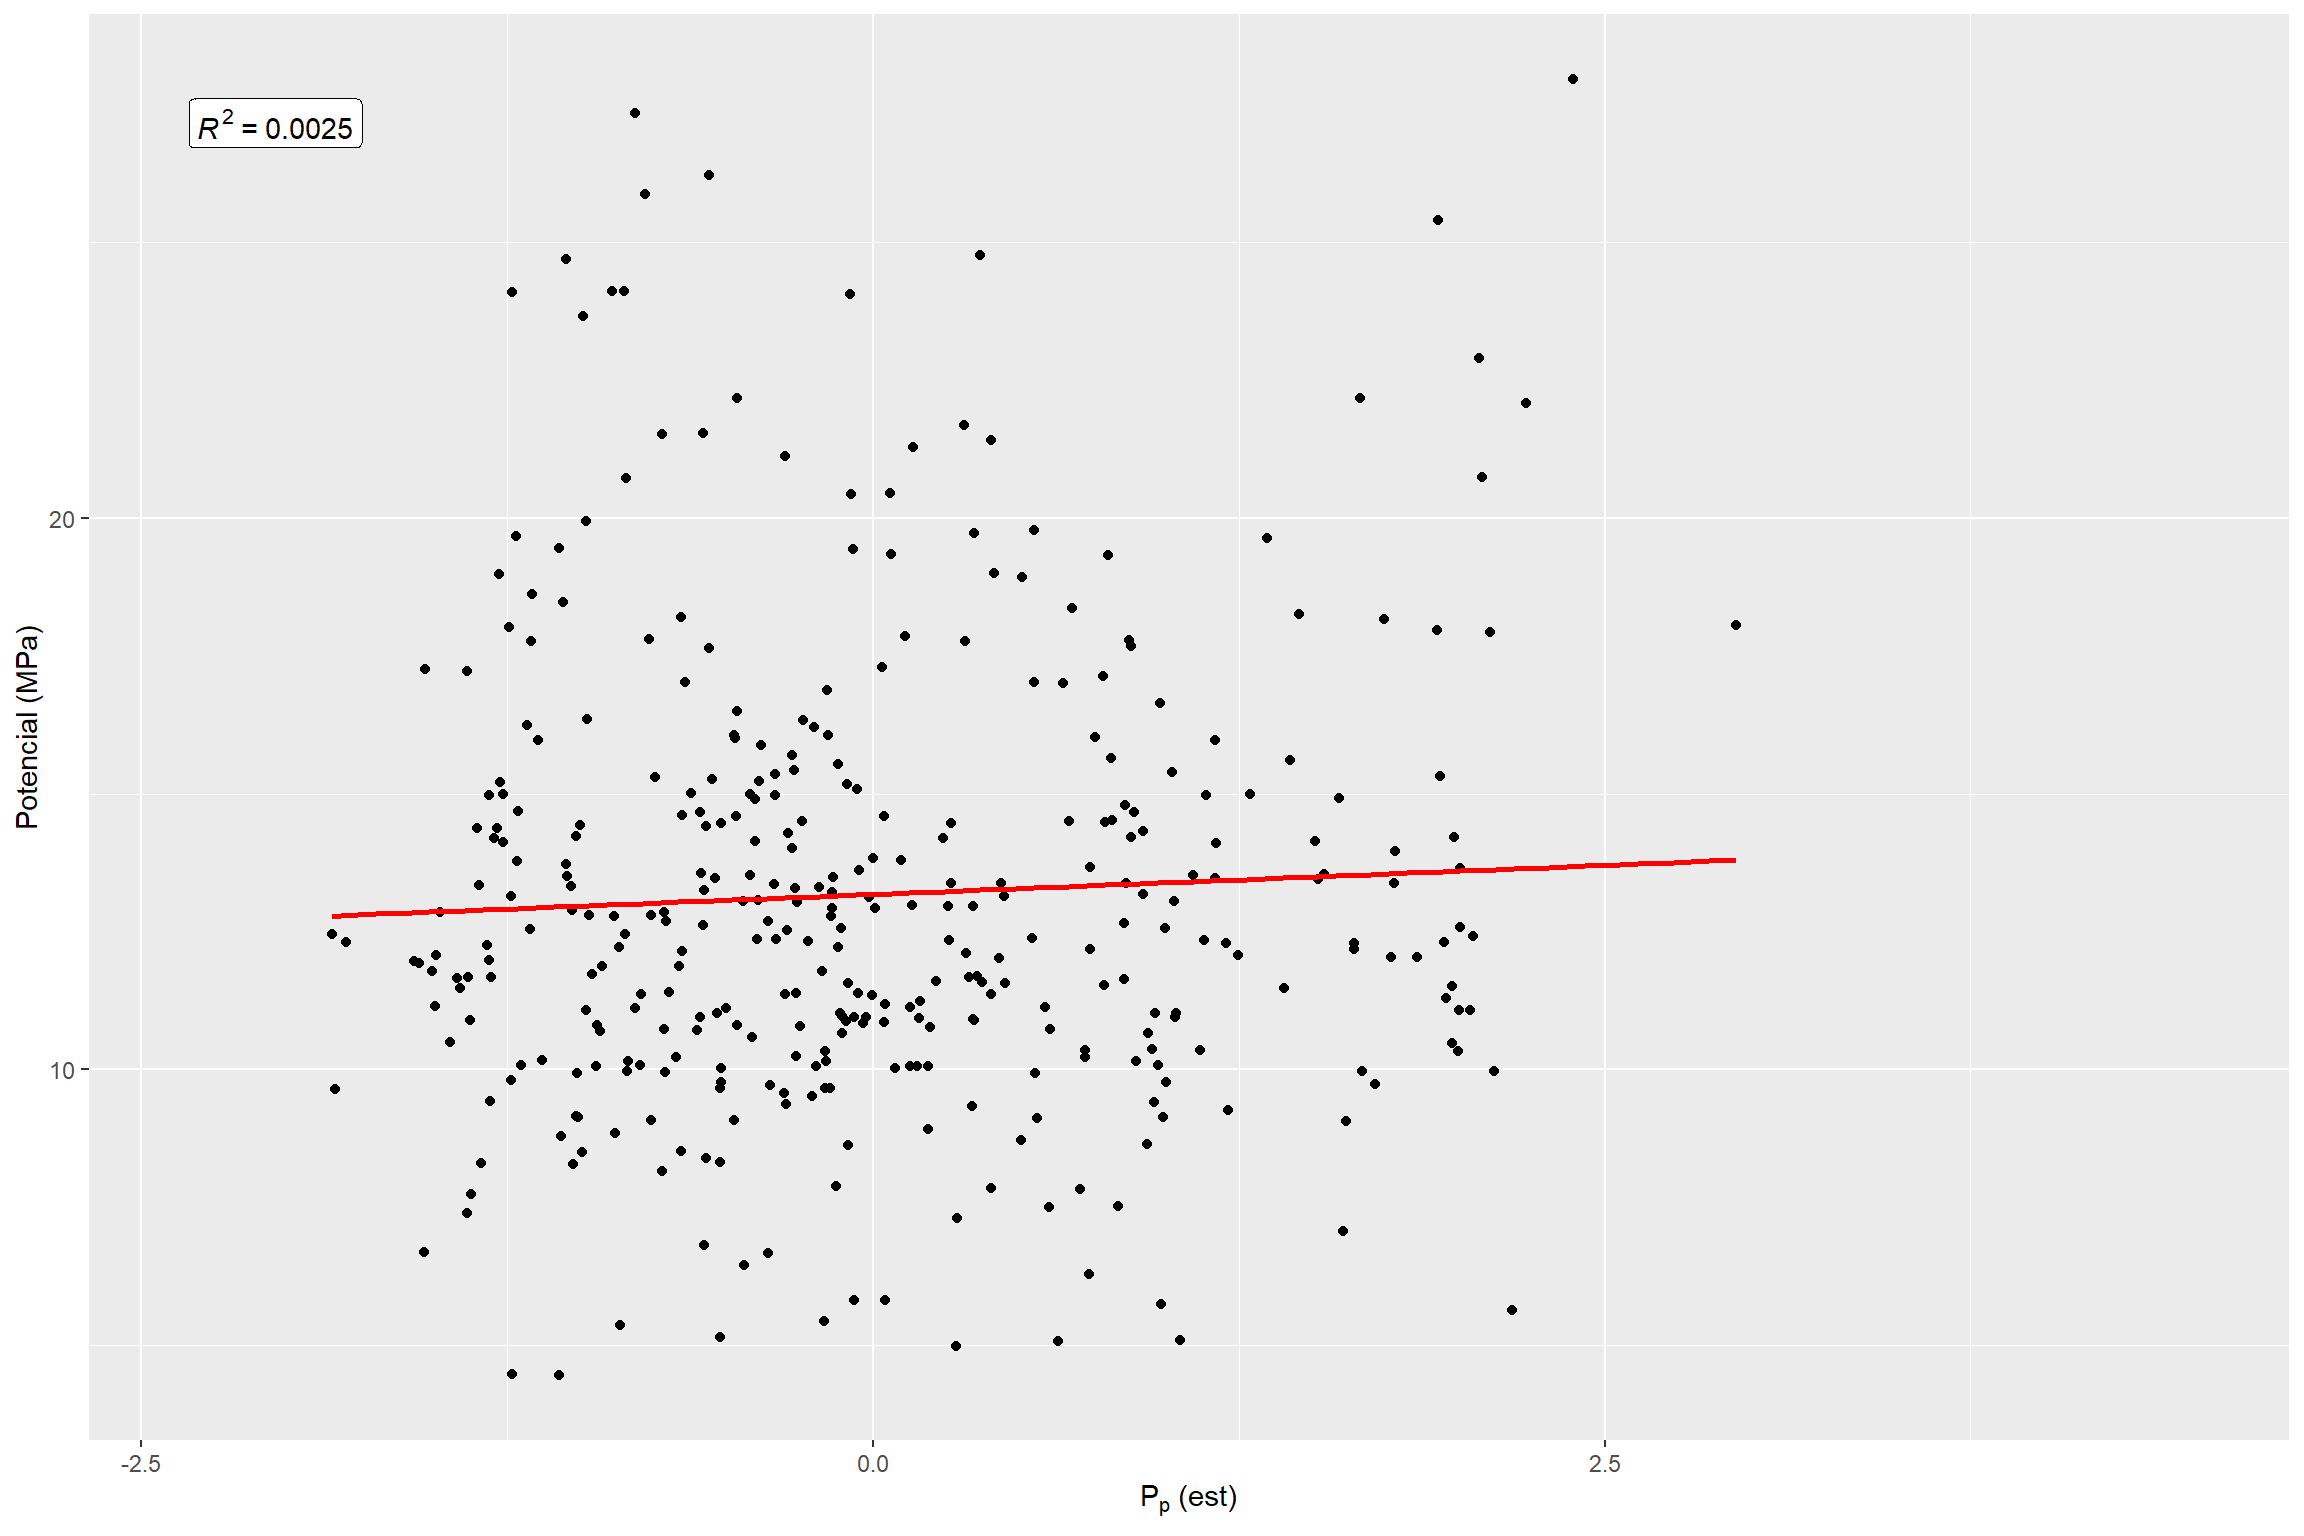 R² = 0.0025
20
10
Potencial (MPa)
-2.5 0.0 2.5
Pₚ (est)